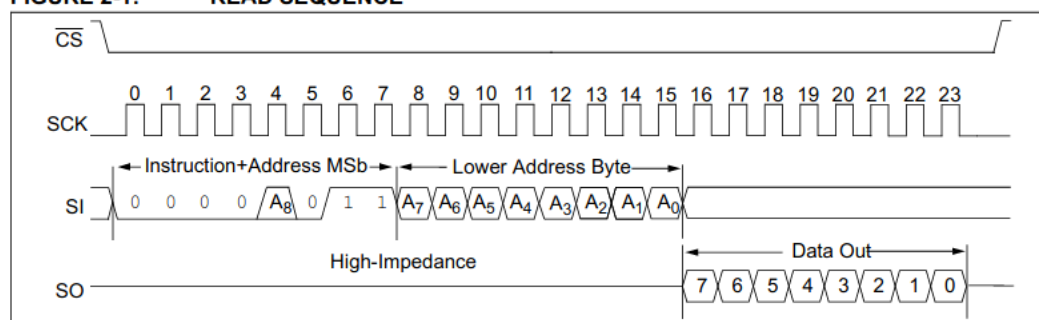 FIGURE 2-1: READ SEQUENCE
CS
0 1 2 3 4 5 6 7 8 9 10 11 12 13 14 15 16 17 18 19 20 21 22 23
SCK
Instruction+Address MSb Lower Address Byte
SI 0 0 0 0 A8 0 1 1 A7 A6 A5 A4 A3 A2 A1 A0
Data Out
High-Impedance
SO 7 6 5 4 3 2 1 0